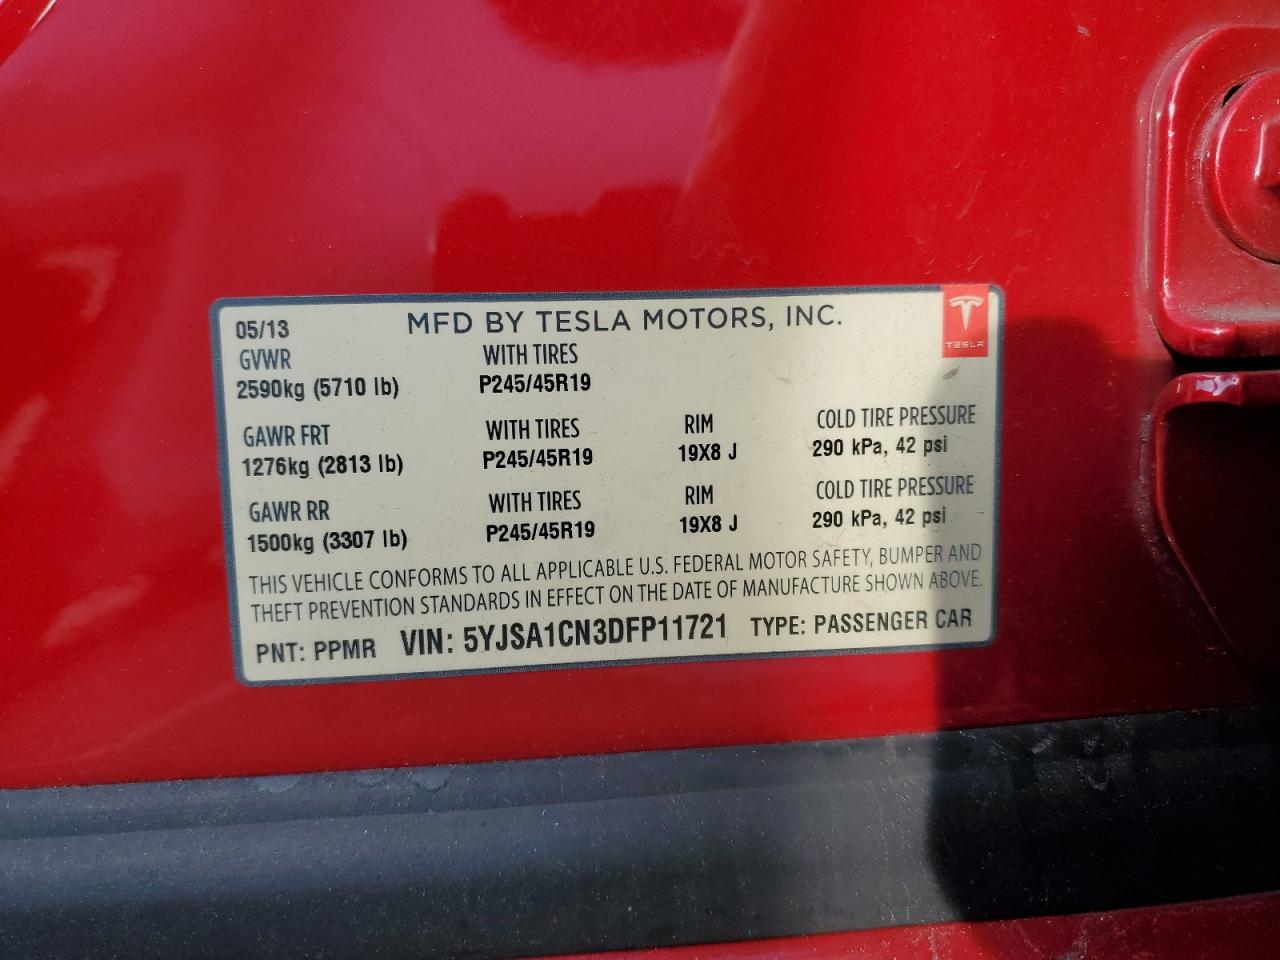 05/13 MFD BY TESLA MOTORS, INC.
TESLA
GVWR WITH TIRES
2590kg (5710 lb) P245/45R19
GAWR FRT WITH TIRES RIM COLD TIRE PRESSURE
1276kg (2813 lb) P245/45R19 19X8 J 290 kPa, 42 psi
GAWR RR WITH TIRES RIM COLD TIRE PRESSURE
1500kg (3307 lb) P245/45R19 19X8 J 290 kPa, 42 psi
THIS VEHICLE CONFORMS TO ALL APPLICABLE U.S. FEDERAL MOTOR SAFETY, BUMPER AND
THEFT PREVENTION STANDARDS IN EFFECT ON THE DATE OF MANUFACTURE SHOWN ABOVE.
PNT: PPMR VIN: 5YJSA1CN3DFP11721 TYPE: PASSENGER CAR